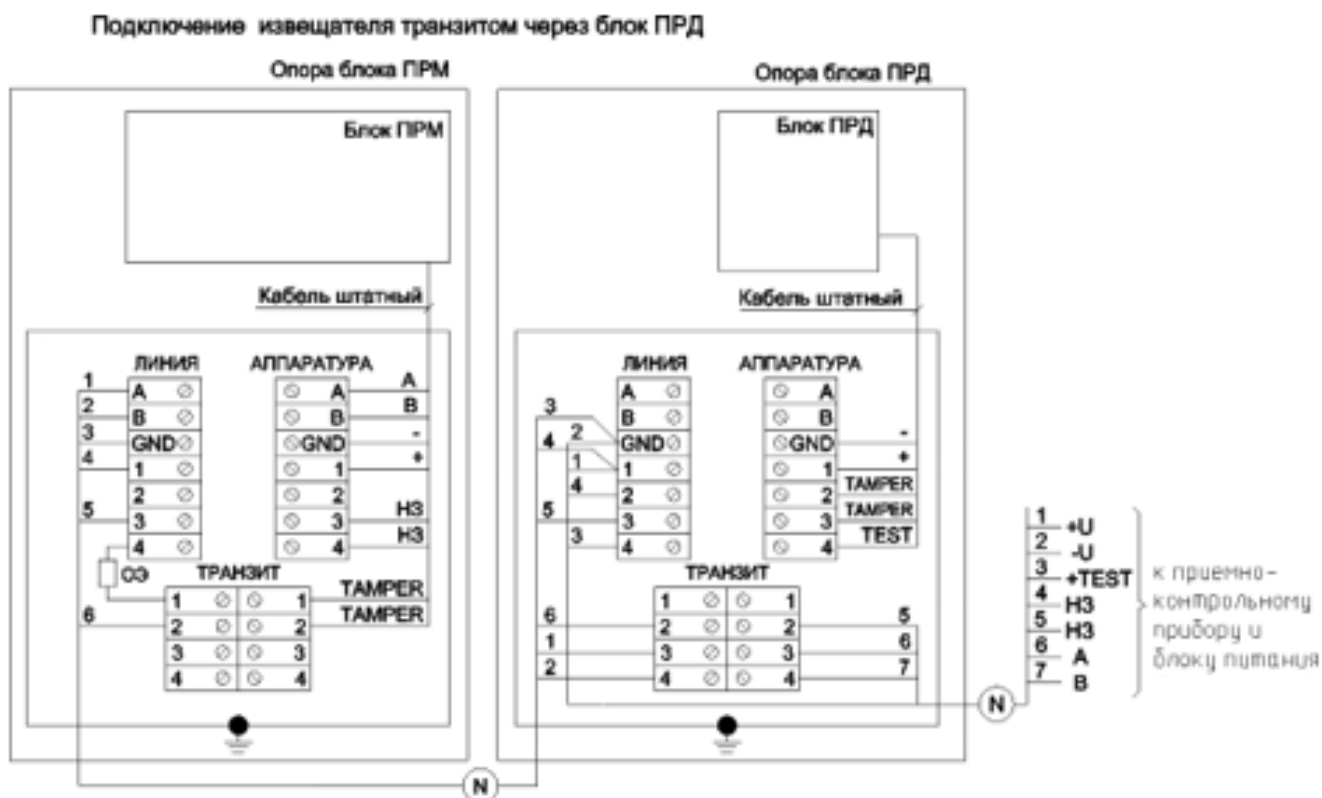 Подключение извещателя транзитом через блок ПРД
Опора блока ПРМ
Блок ПРМ
Кабель штатный
ЛИНИЯ
АППАРАТУРА
1
2
3
4
5
6
A
B
GND
1
2
3
4
A
B
GND
1
2
3
4
A
B
-
+
НЗ
НЗ
ОЭ
ТРАНЗИТ
1
2
3
4
1
2
3
4
TAMPER
TAMPER
Опора блока ПРД
Блок ПРД
Кабель штатный
ЛИНИЯ
АППАРАТУРА
3
4
5
6
1
2
2
1
4
3
A
B
GND
1
2
3
4
A
B
GND
1
2
3
4
-
+
TAMPER
TAMPER
TEST
ТРАНЗИТ
1
2
3
4
1
2
3
4
5
6
7
N
N
1 +U
2 -U
3 +TEST
4 НЗ
5 НЗ
6 A
7 B
к приемно-
контрольному
прибору и
блоку питания